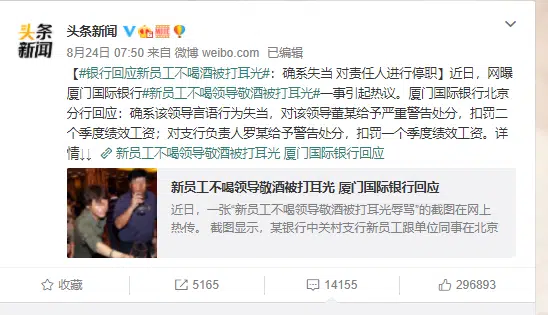 头条
新闻
头条新闻
8月24日 07:50 来自 微博 weibo.com 已编辑
【#银行回应新员工不喝酒被打耳光#：确系失当 对责任人进行停职】近日，网曝
厦门国际银行#新员工不喝领导敬酒被打耳光#一事引起热议。厦门国际银行北京
分行回应：确系该领导言语行为失当，对该领导董某给予严重警告处分，扣罚二
个季度绩效工资；对支行负责人罗某给予警告处分，扣罚一个季度绩效工资。详
情↓↓ 新员工不喝领导敬酒被打耳光 厦门国际银行回应
新员工不喝领导敬酒被打耳光 厦门国际银行回应
近日，一张“新员工不喝领导敬酒被打耳光辱骂”的截图在网上
热传。 截图显示，某银行中关村支行新员工跟单位同事在北京
收藏
5165
14155
296893